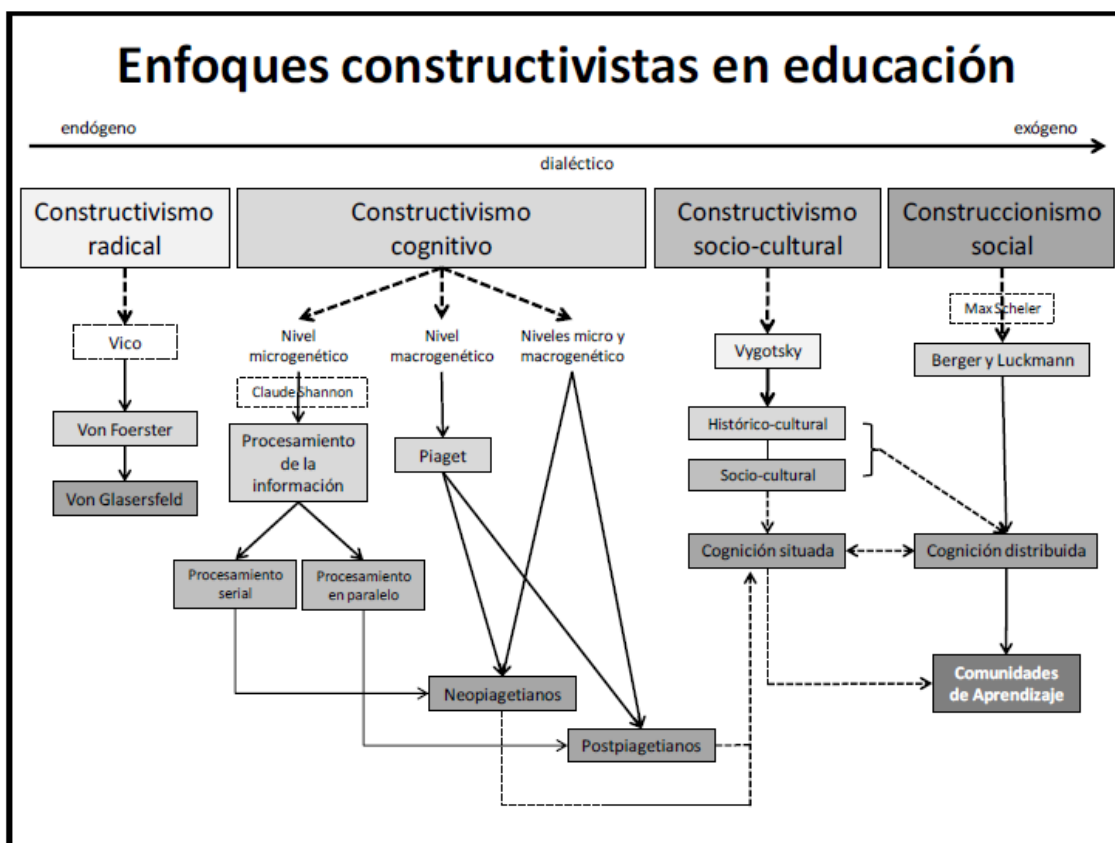 Enfoques constructivistas en educación
endógeno
exógeno
dialéctico
Constructivismo
radical
Constructivismo
cognitivo
Constructivismo
socio-cultural
Construccionismo
social
Vico
Von Foerster
Von Glasersfeld
Nivel
microgenético
Nivel
macrogenético
Niveles micro y
macrogenético
Claude Shannon
Procesamiento
de la
información
Piaget
Procesamiento
serial
Procesamiento
en paralelo
Neopiagetianos
Postpiagetianos
Vygotsky
Histórico-cultural
Socio-cultural
Cognición situada
Max Scheler
Berger y Luckmann
Cognición distribuida
Comunidades
de Aprendizaje